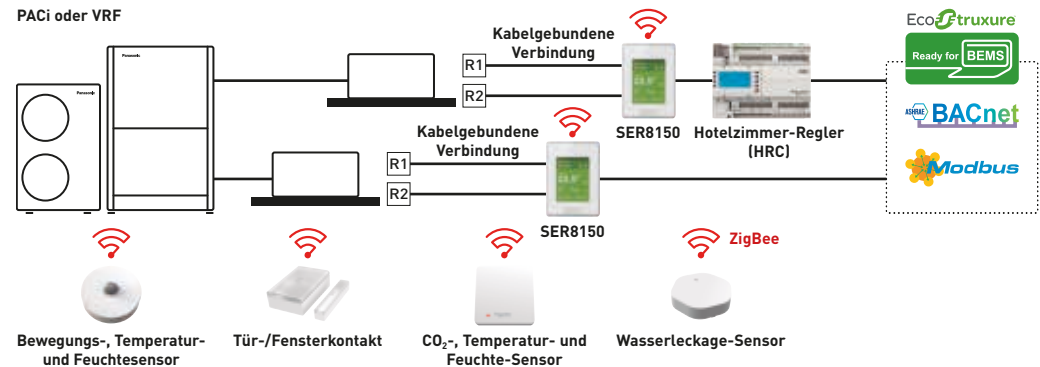 PACi oder VRF
Panasonic
Panasonic
Kabelgebundene
Verbindung
R1
R2
SER8150
Hotelzimmer-Regler
(HRC)
EcoStruxure
Ready for BEMS
ASHRAE BACnet
Modbus
Kabelgebundene
Verbindung
R1
R2
SER8150
ZigBee
Bewegungs-, Temperatur-
und Feuchtesensor
Tür-/Fensterkontakt
CO₂-, Temperatur- und
Feuchte-Sensor
Wasserleckage-Sensor